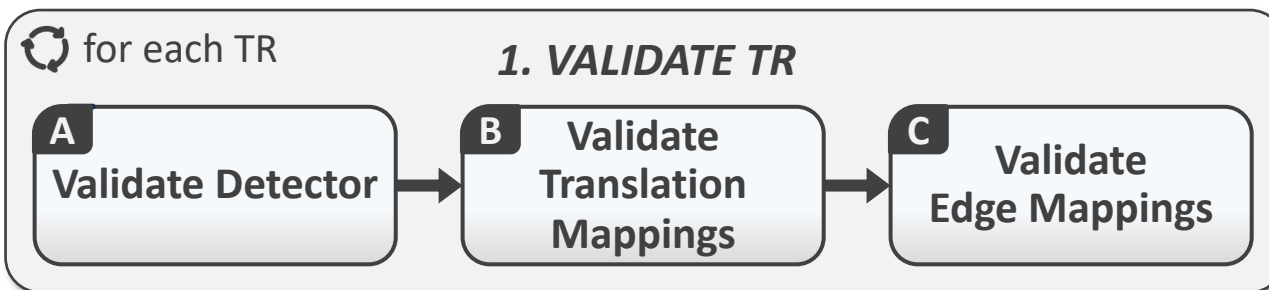 for each TR
1. VALIDATE TR
A
Validate Detector
B
Validate
Translation
Mappings
C
Validate
Edge Mappings